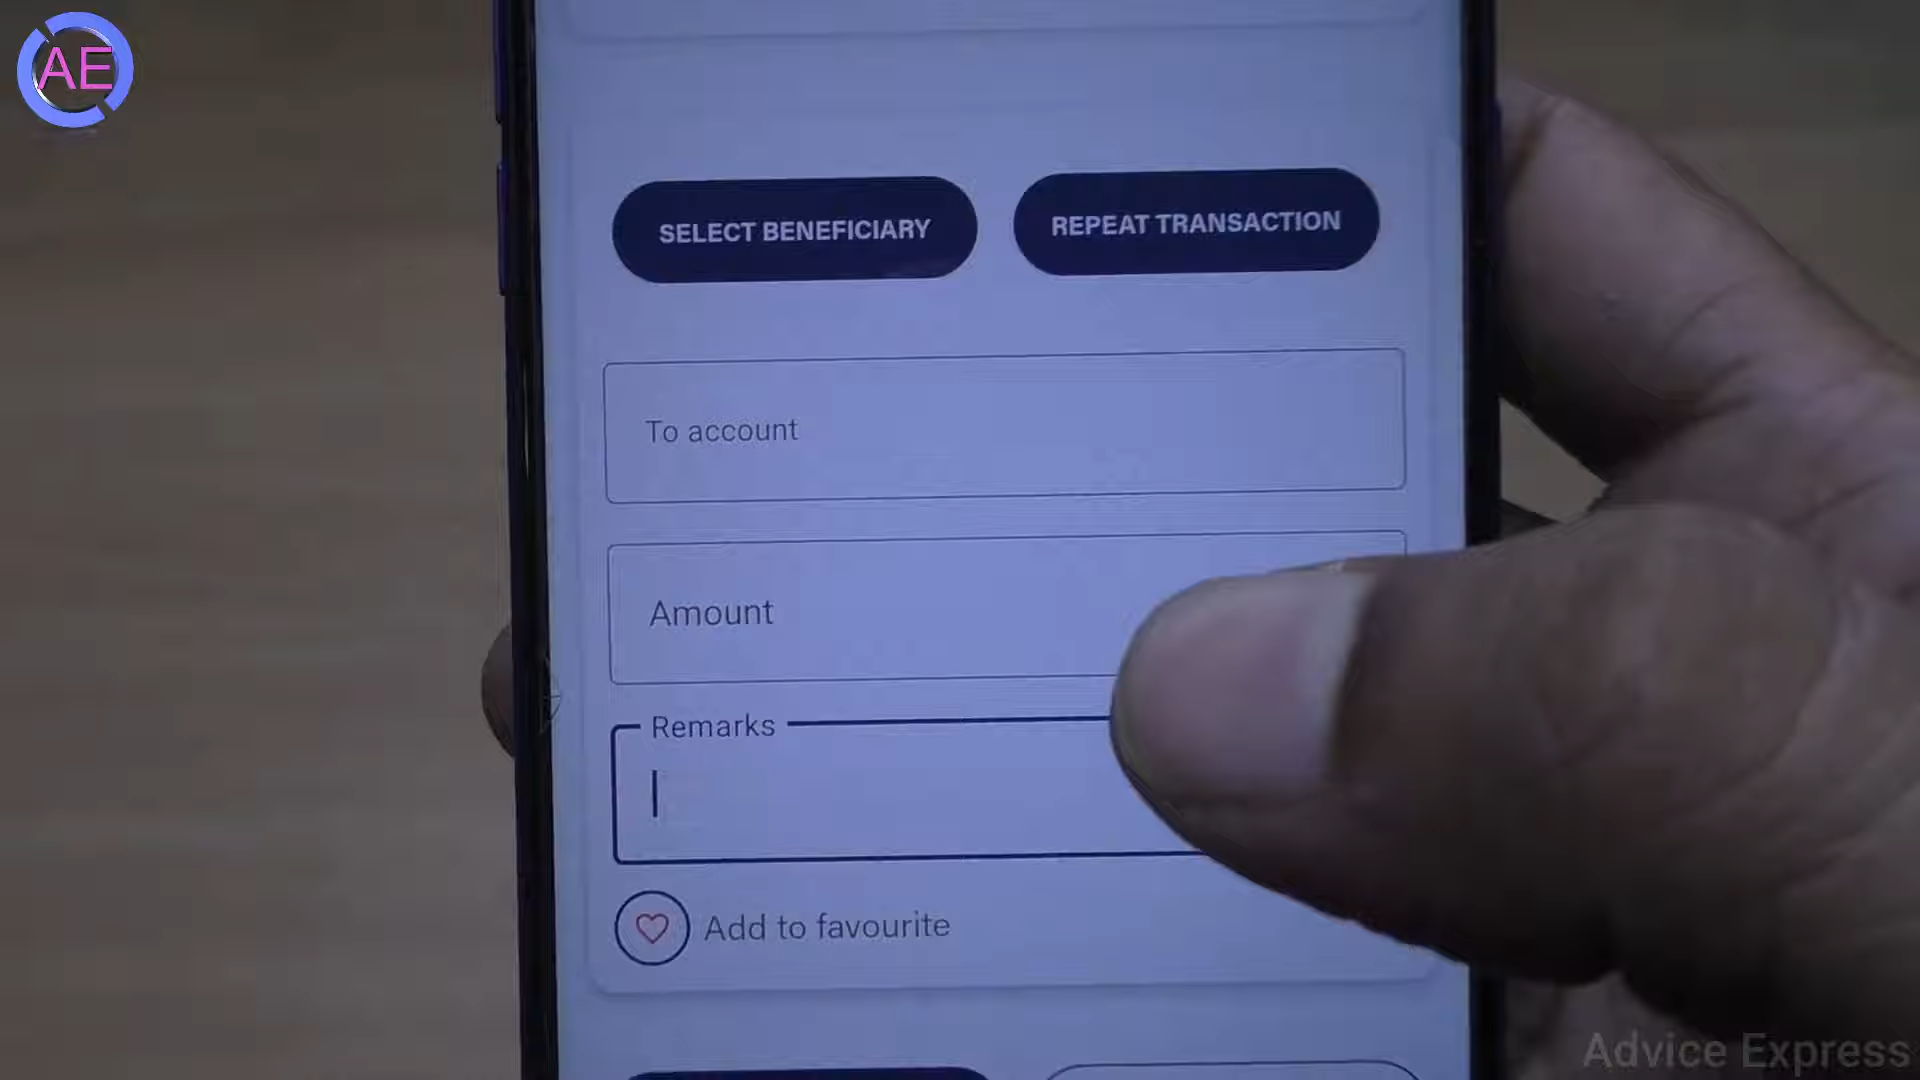 AE
SELECT BENEFICIARY
REPEAT TRANSACTION
To account
Amount
Remarks
Add to favourite
Advice Express